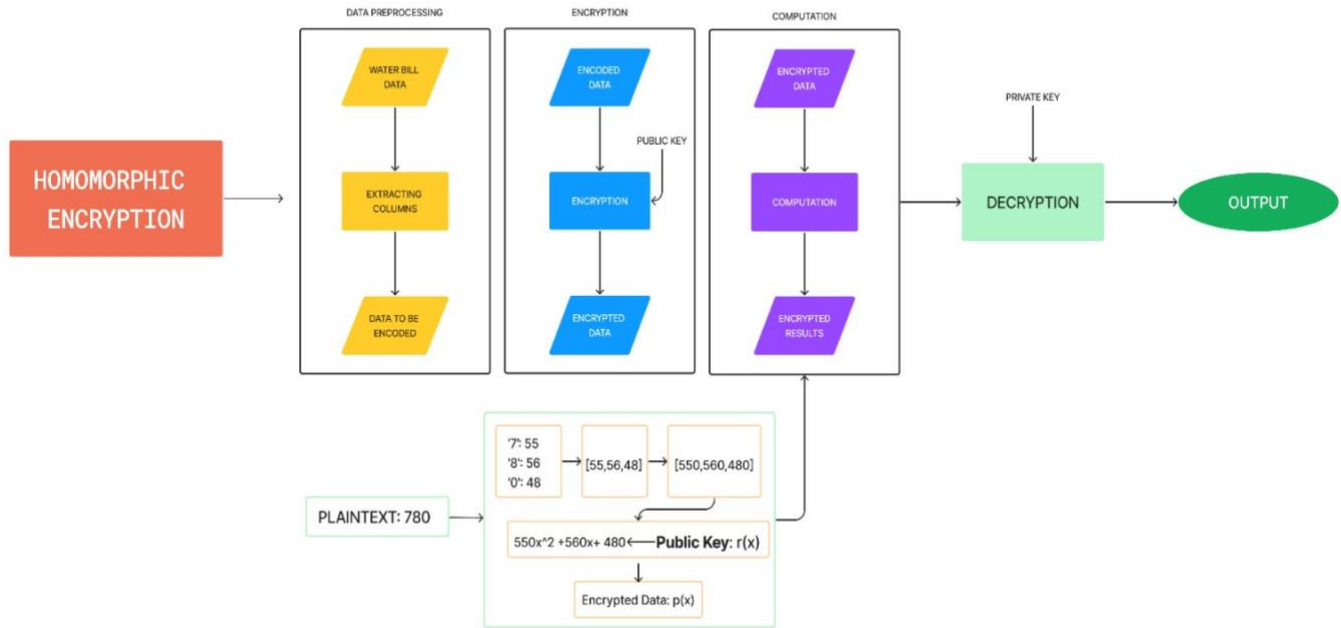 DATA PREPROCESSING
ENCRYPTION
COMPUTATION
HOMOMORPHIC
ENCRYPTION
WATER BILL
DATA
EXTRACTING
COLUMNS
DATA TO BE
ENCODED
ENCODED
DATA
PUBLIC KEY
ENCRYPTION
ENCRYPTED
DATA
ENCRYPTED
DATA
COMPUTATION
ENCRYPTED
RESULTS
PRIVATE KEY
DECRYPTION
OUTPUT
PLAINTEXT: 780
'7': 55
'8': 56
'0': 48
[55,56,48]
[550,560,480]
550x^2 +560x+ 480
Public Key: r(x)
Encrypted Data: p(x)